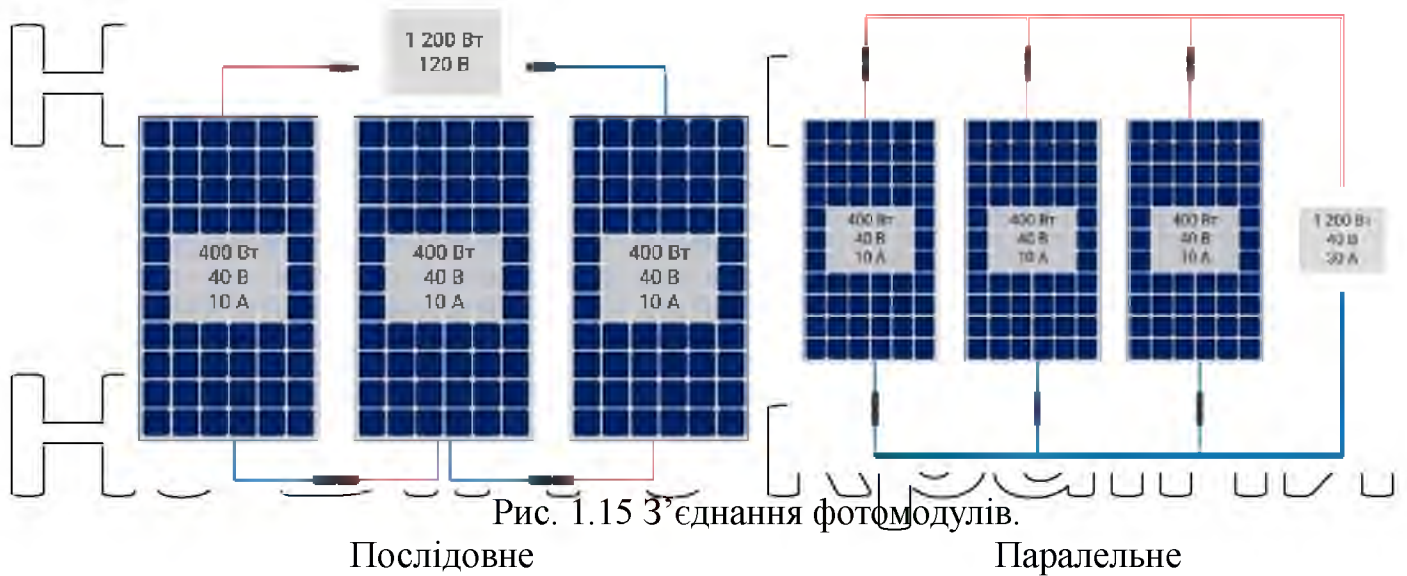 1 200 Вт
120 В
400 Вт
40 В
10 А
400 Вт
40 В
10 А
400 Вт
40 В
10 А
400 Вт
40 В
10 А
400 Вт
40 В
10 А
400 Вт
40 В
10 А
1 200 Вт
40 В
30 А
Рис. 1.15 З’єднання фотомодулів.
Послідовне Паралельне